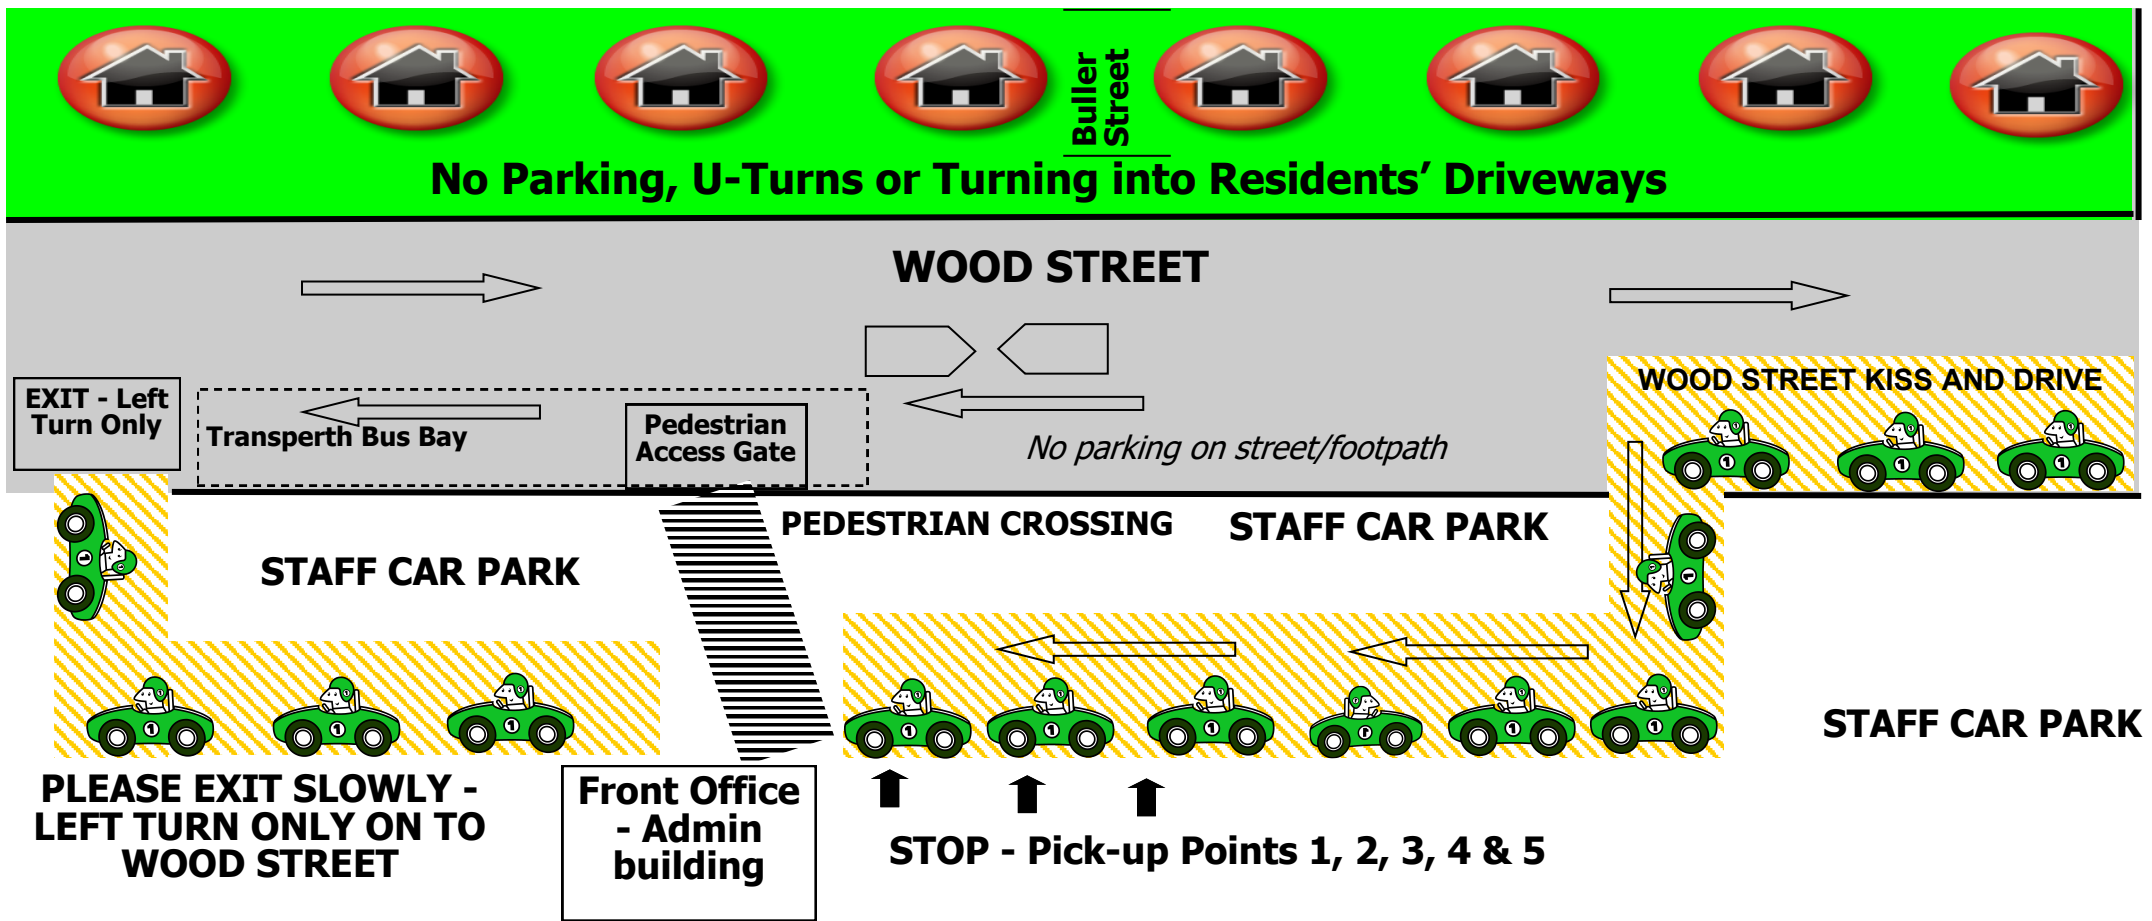 Buller
Street
No Parking, U-Turns or Turning into Residents’ Driveways
WOOD STREET
WOOD STREET KISS AND DRIVE
EXIT - Left
Turn Only
Transperth Bus Bay
Pedestrian
Access Gate
No parking on street/footpath
PEDESTRIAN CROSSING
STAFF CAR PARK
STAFF CAR PARK
STAFF CAR PARK
PLEASE EXIT SLOWLY -
LEFT TURN ONLY ON TO
WOOD STREET
Front Office
- Admin
building
STOP - Pick-up Points 1, 2, 3, 4 & 5